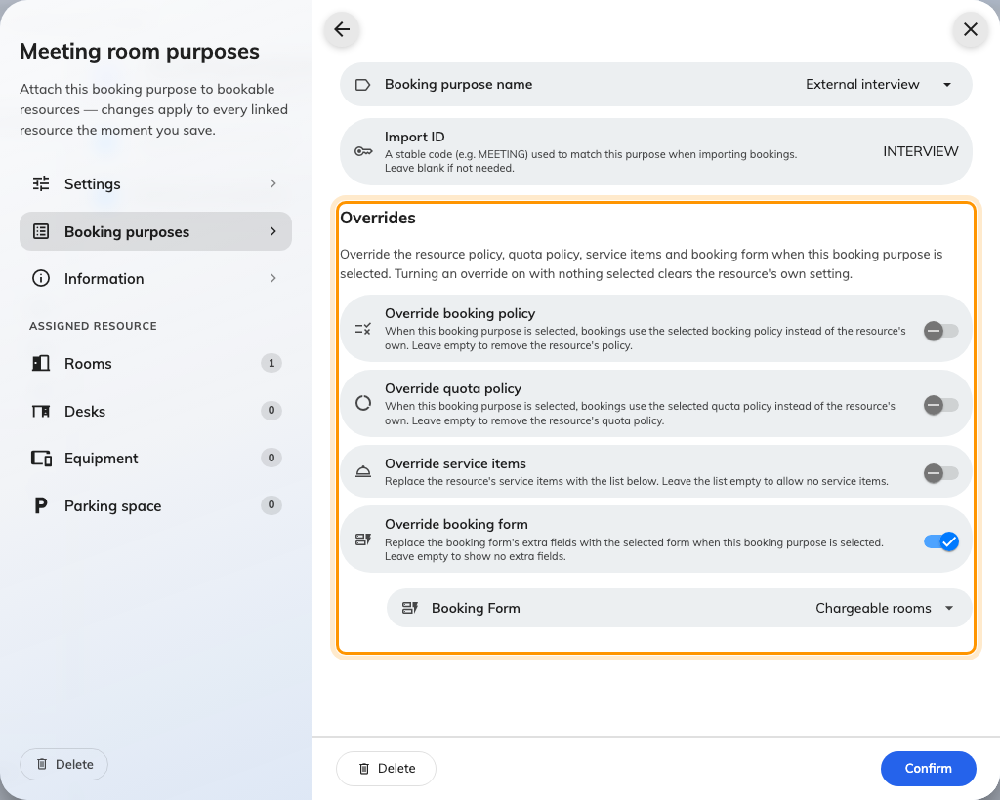 Meeting room purposes
Attach this booking purpose to bookable
resources — changes apply to every linked
resource the moment you save.
Settings
Booking purposes
Information
ASSIGNED RESOURCE
Rooms 1
Desks 0
Equipment 0
Parking space 0
Delete
Booking purpose name External interview
Import ID
A stable code (e.g. MEETING) used to match this purpose when importing bookings.
Leave blank if not needed.
INTERVIEW
Overrides
Override the resource policy, quota policy, service items and booking form when this booking purpose is
selected. Turning an override on with nothing selected clears the resource's own setting.
Override booking policy
When this booking purpose is selected, bookings use the selected booking policy instead of the resource's
own. Leave empty to remove the resource's policy.
Override quota policy
When this booking purpose is selected, bookings use the selected quota policy instead of the resource's
own. Leave empty to remove the resource's quota policy.
Override service items
Replace the resource's service items with the list below. Leave the list empty to allow no service items.
Override booking form
Replace the booking form's extra fields with the selected form when this booking purpose is selected.
Leave empty to show no extra fields.
Booking Form Chargeable rooms
Delete
Confirm